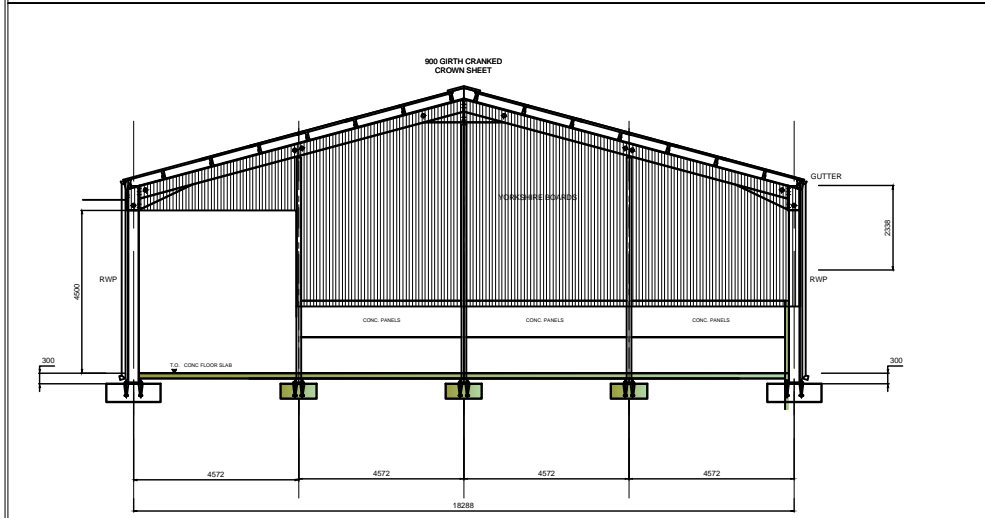 900 GIRTH CRANKED
CROWN SHEET
GUTTER
YORKSHIRE BOARDS
2338
RWP
RWP
4500
CONC. PANELS
CONC. PANELS
CONC. PANELS
300
T.O. CONC FLOOR SLAB
300
4572
4572
4572
4572
18288